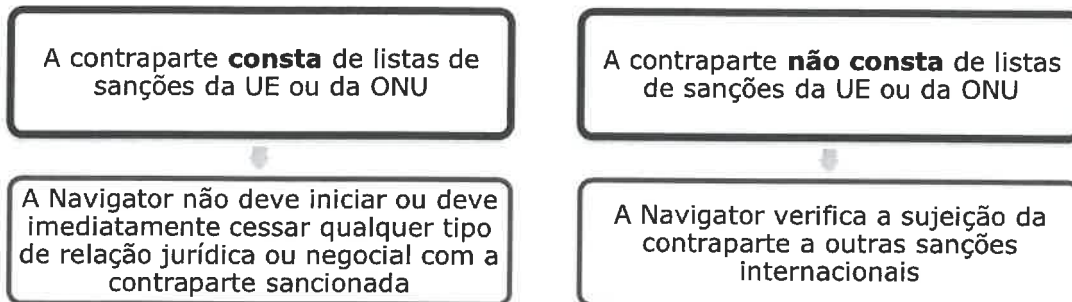 A contraparte consta de listas de
sanções da UE ou da ONU
A Navigator não deve iniciar ou deve
imediatamente cessar qualquer tipo
de relação jurídica ou negocial com a
contraparte sancionada
A contraparte não consta de listas
de sanções da UE ou da ONU
A Navigator verifica a sujeição da
contraparte a outras sanções
internacionais